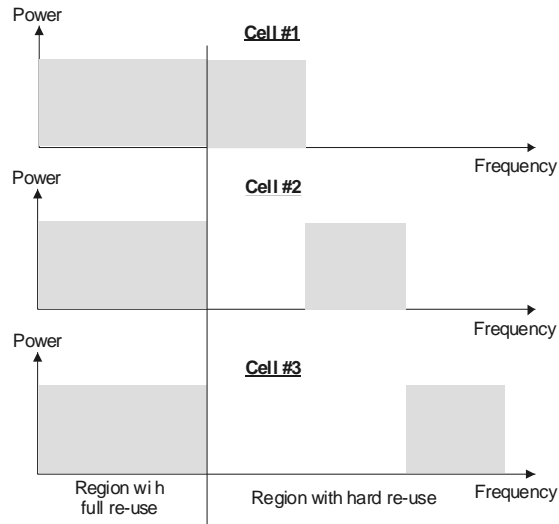 Power
Cell #1
Frequency
Power
Cell #2
Frequency
Power
Cell #3
Frequency
Region wi h
full re-use
Region with hard re-use